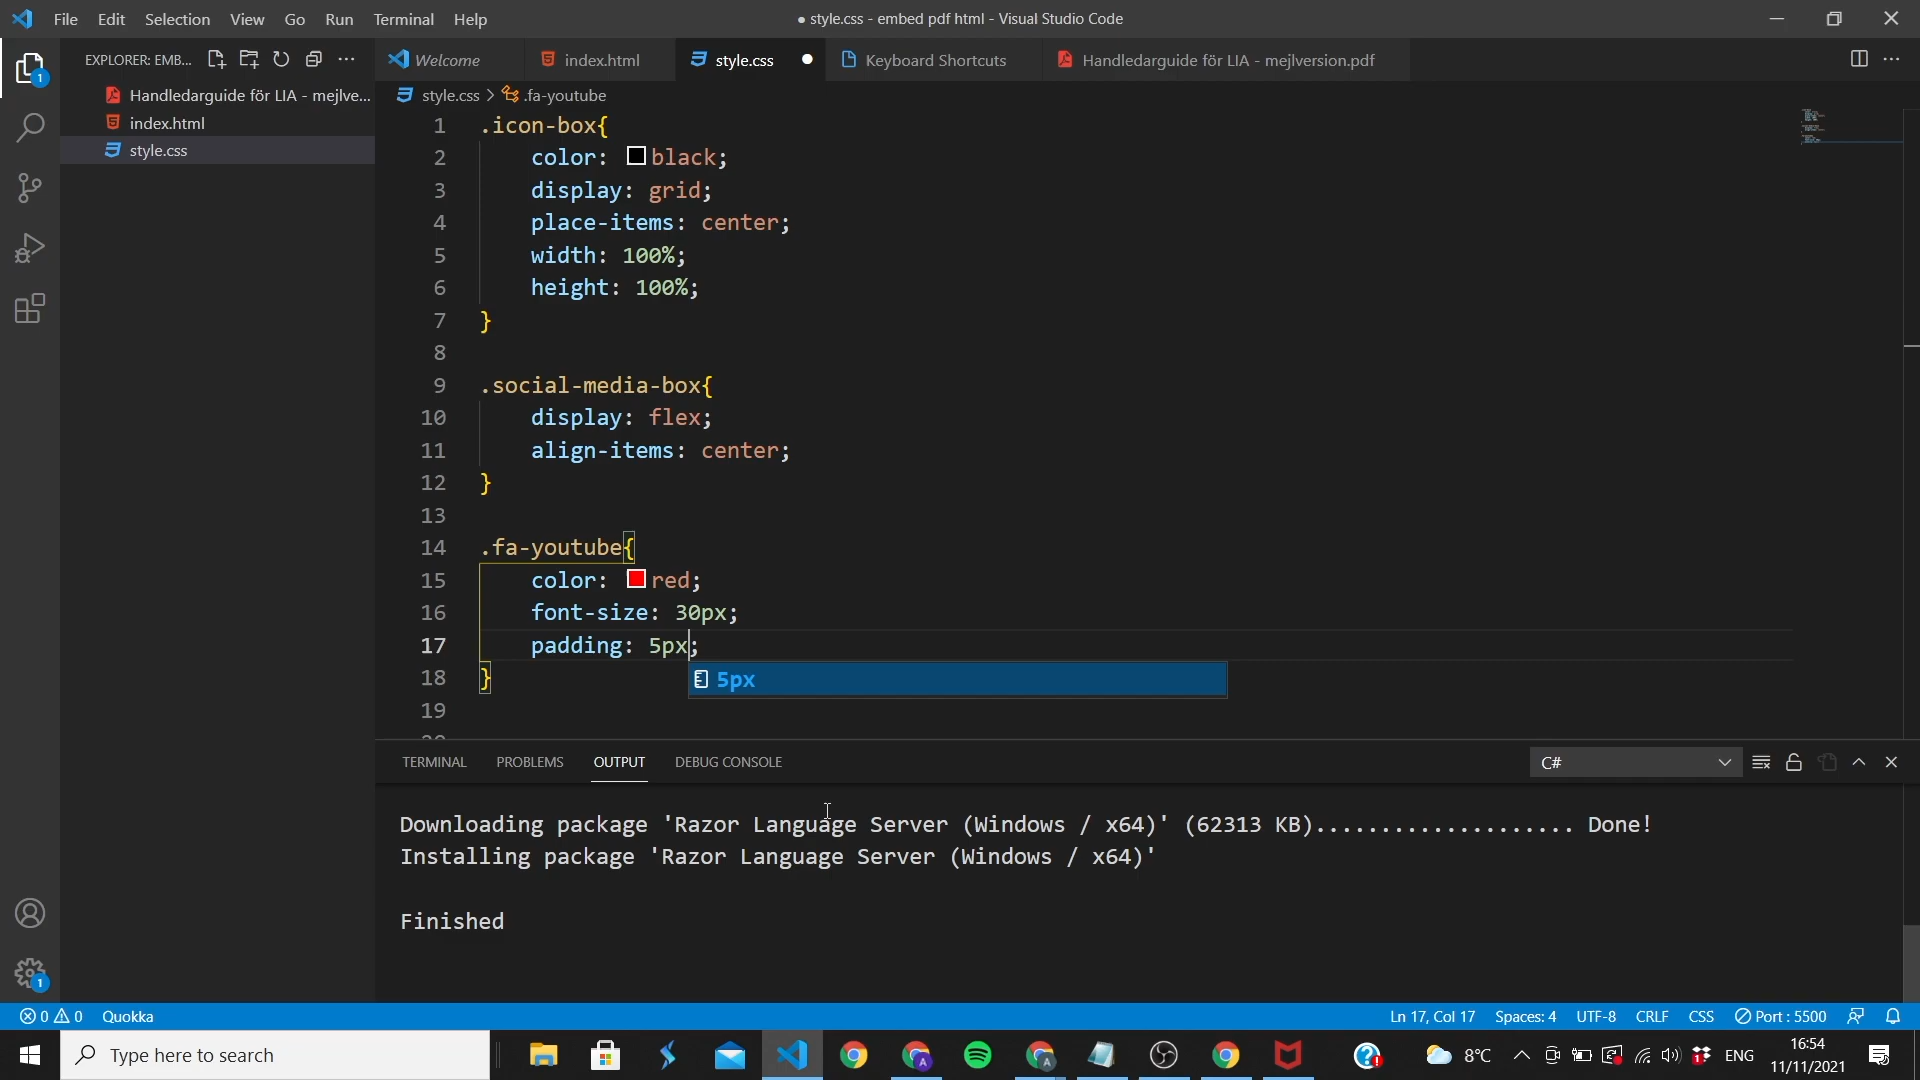 File Edit Selection View Go Run Terminal Help
● style.css - embed pdf html - Visual Studio Code
EXPLORER: EMB...
Welcome
index.html
style.css
Keyboard Shortcuts
Handledarguide för LIA - mejlversion.pdf
1
Handledarguide för LIA - mejlve...
index.html
style.css
style.css > .fa-youtube
1 .icon-box{
2 color: black;
3 display: grid;
4 place-items: center;
5 width: 100%;
6 height: 100%;
7 }
8
9 .social-media-box{
10 display: flex;
11 align-items: center;
12 }
13
14 .fa-youtube{
15 color: red;
16 font-size: 30px;
17 padding: 5px;
18 }
5px
19
20
TERMINAL PROBLEMS OUTPUT DEBUG CONSOLE
C#
Downloading package 'Razor Language Server (Windows / x64)' (62313 KB).................... Done!
Installing package 'Razor Language Server (Windows / x64)'
Finished
1
0 0 Quokka
Ln 17, Col 17 Spaces: 4 UTF-8 CRLF CSS Port : 5500
Type here to search
8°C
ENG
16:54
11/11/2021